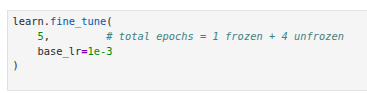 learn.fine_tune(
    5,         # total epochs = 1 frozen + 4 unfrozen
    base_lr=1e-3
)